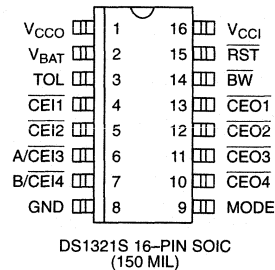 VCCO 1 16 VCCI
VBAT 2 15 RST
TOL 3 14 BW
CEI1 4 13 CEO1
CEI2 5 12 CEO2
A/CEI3 6 11 CEO3
B/CEI4 7 10 CEO4
GND 8 9 MODE
DS1321S 16–PIN SOIC
(150 MIL)